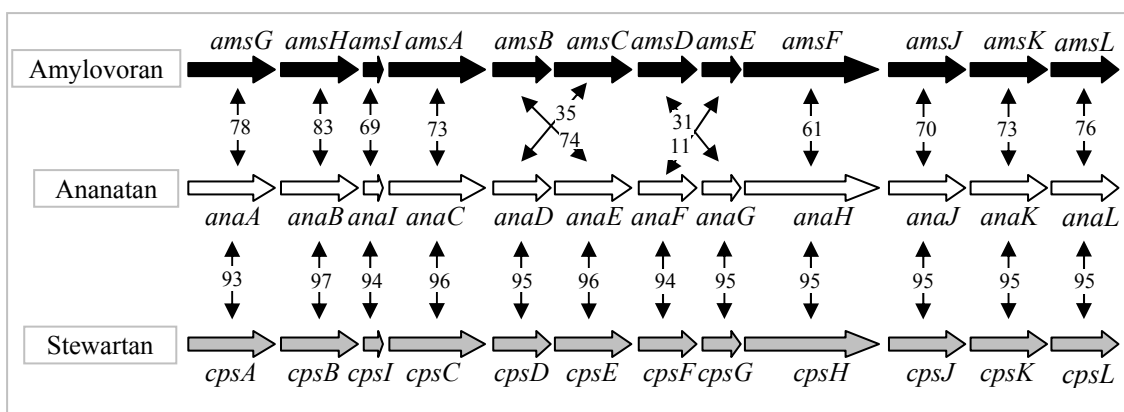 amsG amsH amsI amsA amsB amsC amsD amsE amsF amsJ amsK amsL
Amylovoran
78 83 69 73 35 74 31 11 61 70 73 76
Ananatan
anaA anaB anaI anaC anaD anaE anaF anaG anaH anaJ anaK anaL
93 97 94 96 95 96 94 95 95 95 95 95
Stewartan
cpsA cpsB cpsI cpsC cpsD cpsE cpsF cpsG cpsH cpsJ cpsK cpsL